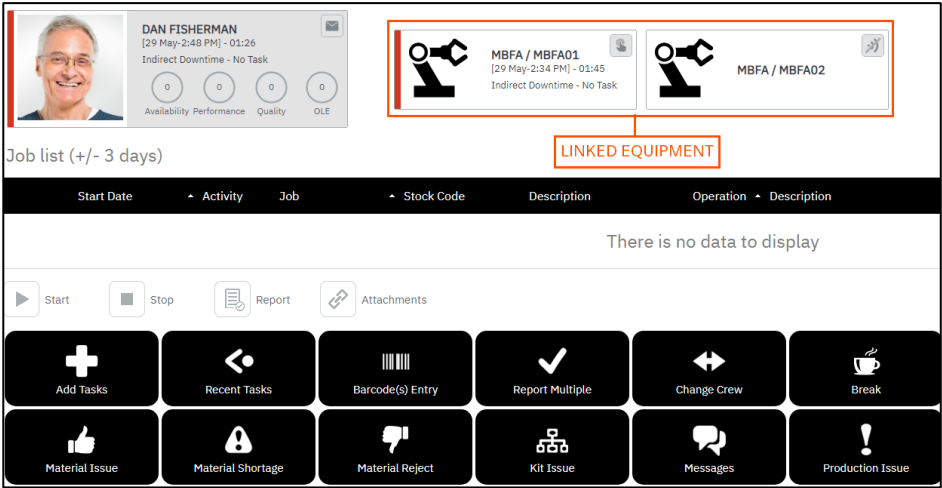 DAN FISHERMAN
[29 May-2:48 PM] - 01:26
Indirect Downtime - No Task
0 0 0 0
Availability Performance Quality OLE
MBFA / MBFA01
[29 May-2:34 PM] - 01:45
Indirect Downtime - No Task
MBFA / MBFA02
LINKED EQUIPMENT
Job list (+/- 3 days)
Start Date Activity Job Stock Code Description Operation Description
There is no data to display
Start Stop Report Attachments
Add Tasks Recent Tasks Barcode(s) Entry Report Multiple Change Crew Break
Material Issue Material Shortage Material Reject Kit Issue Messages Production Issue